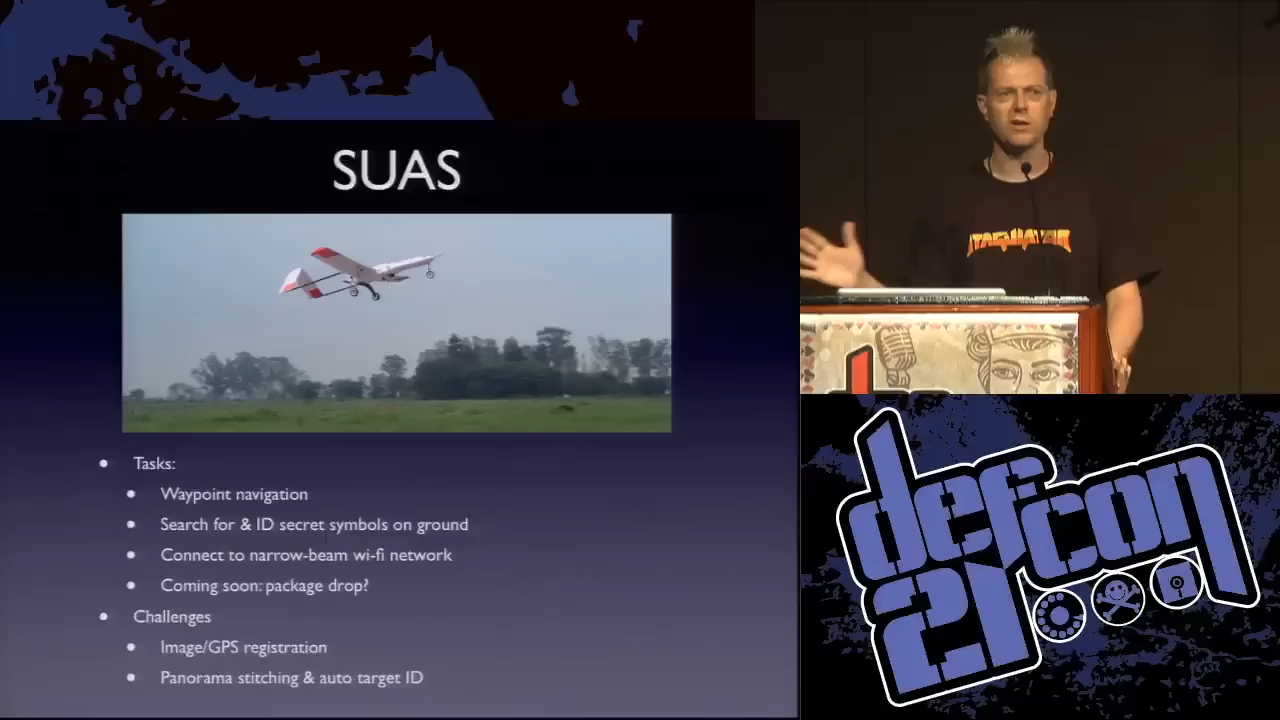 SUAS
Tasks:
Waypoint navigation
Search for & ID secret symbols on ground
Connect to narrow-beam wi-fi network
Coming soon: package drop?
Challenges
Image/GPS registration
Panorama stitching & auto target ID
defcon
21